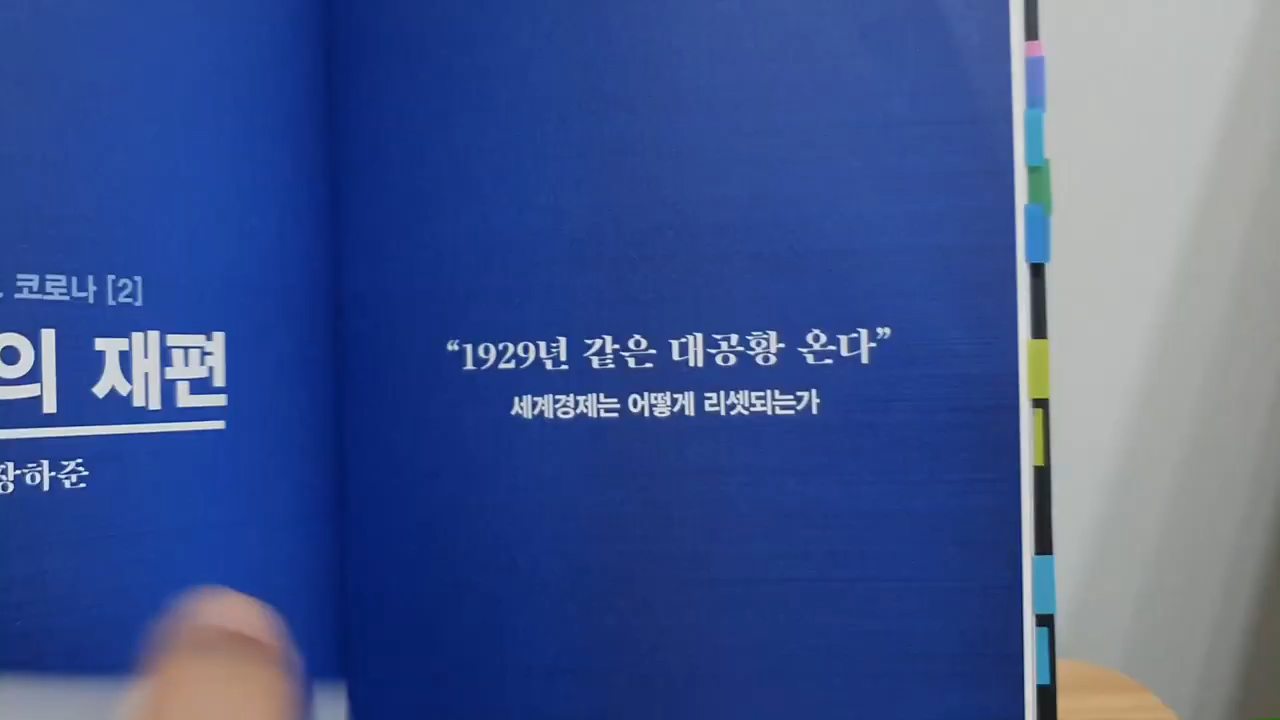 코로나 [2]
의 재편
장하준
“1929년 같은 대공황 온다”
세계경제는 어떻게 리셋되는가